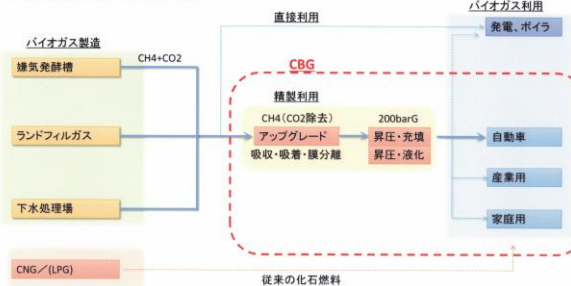 直接利用
バイオガス利用
発電、ボイラ
バイオガス製造
嫌気発酵槽
CH4+CO2
CBG
精製利用
CH4(CO2除去)
200barG
ランドフィルガス
アップグレード
昇圧・充填
自動車
吸収・吸着・膜分離
昇圧・液化
産業用
下水処理場
家庭用
CNG／(LPG)
従来の化石燃料